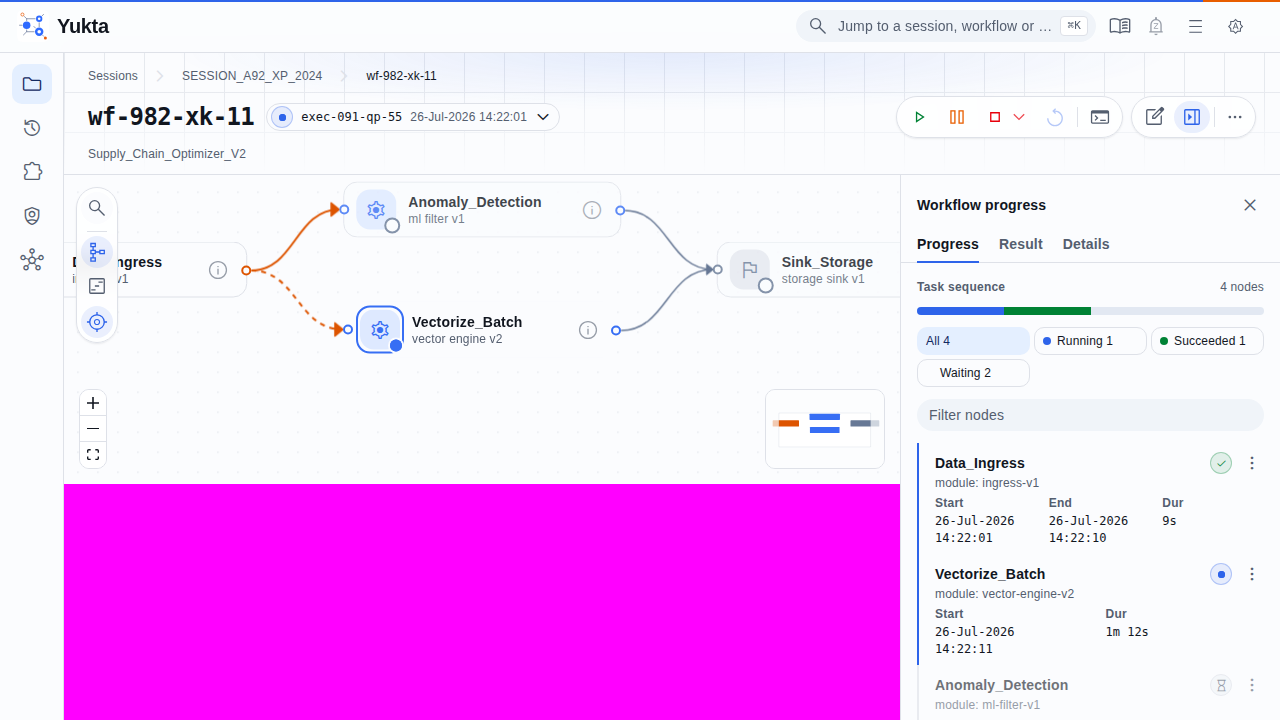 Yukta
Jump to a session, workflow or … ⌘K
Sessions
SESSION_A92_XP_2024
wf-982-xk-11
wf-982-xk-11
exec-091-qp-55 26-Jul-2026 14:22:01
Supply_Chain_Optimizer_V2
Anomaly_Detection
ml filter v1
Vectorize_Batch
vector engine v2
Sink_Storage
storage sink v1
Workflow progress
Progress
Result
Details
Task sequence
4 nodes
All 4
Running 1
Succeeded 1
Waiting 2
Filter nodes
Data_Ingress
module: ingress-v1
Start End Dur
26-Jul-2026 26-Jul-2026 9s
14:22:01 14:22:10
Vectorize_Batch
module: vector-engine-v2
Start Dur
26-Jul-2026 1m 12s
14:22:11
Anomaly_Detection
module: ml-filter-v1